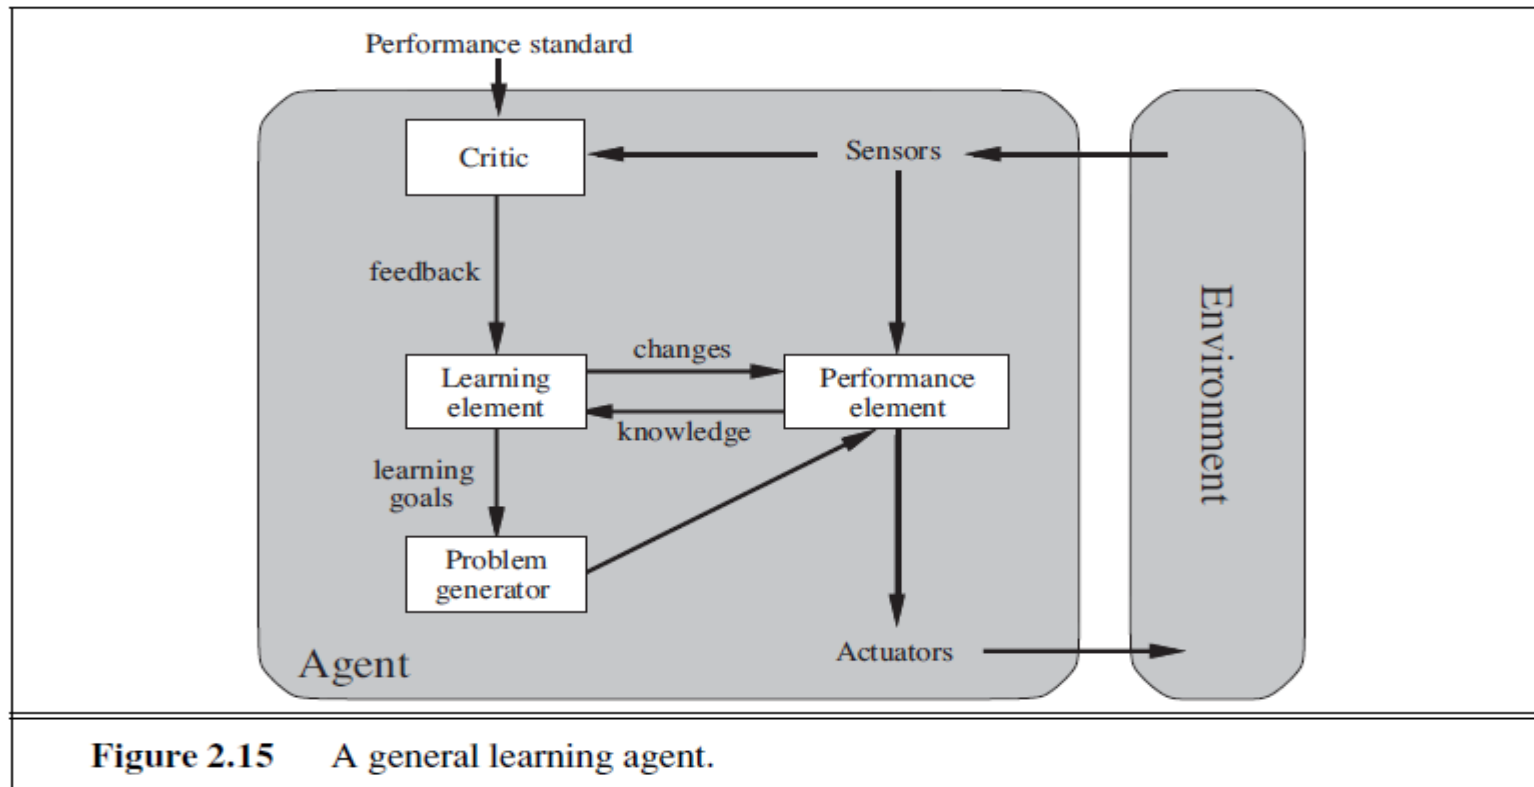 Performance standard
Critic
Sensors
feedback
changes
Learning
element
Performance
element
knowledge
learning
goals
Problem
generator
Agent
Actuators
Environment
Figure 2.15 A general learning agent.